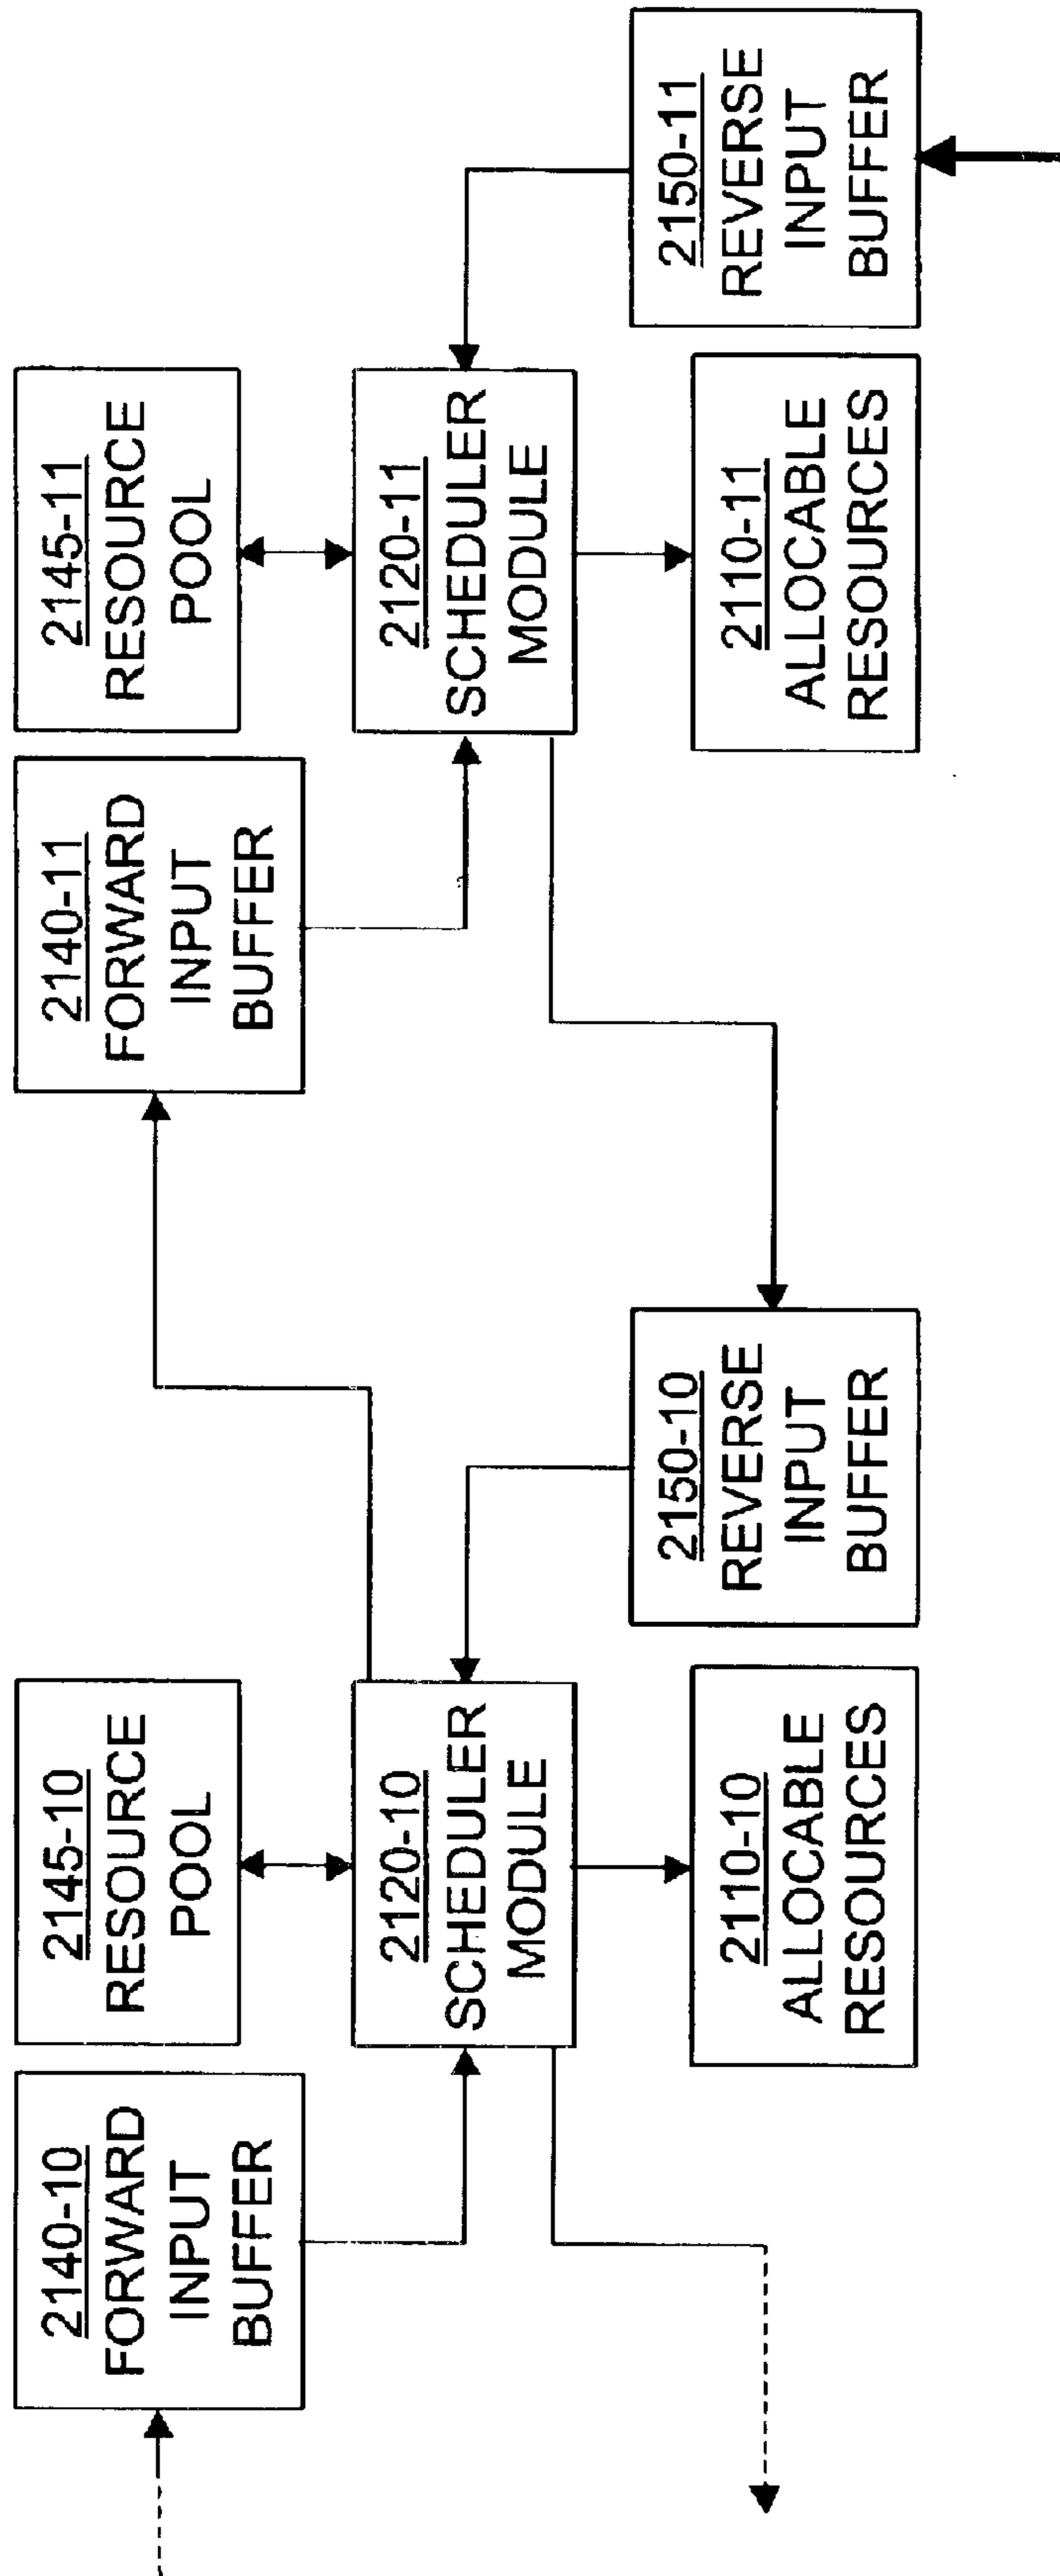 2140-10
FORWARD
INPUT
BUFFER
2145-10
RESOURCE
POOL
2120-10
SCHEDULER
MODULE
2110-10
ALLOCABLE
RESOURCES
2150-10
REVERSE
INPUT
BUFFER
2140-11
FORWARD
INPUT
BUFFER
2145-11
RESOURCE
POOL
2120-11
SCHEDULER
MODULE
2110-11
ALLOCABLE
RESOURCES
2150-11
REVERSE
INPUT
BUFFER